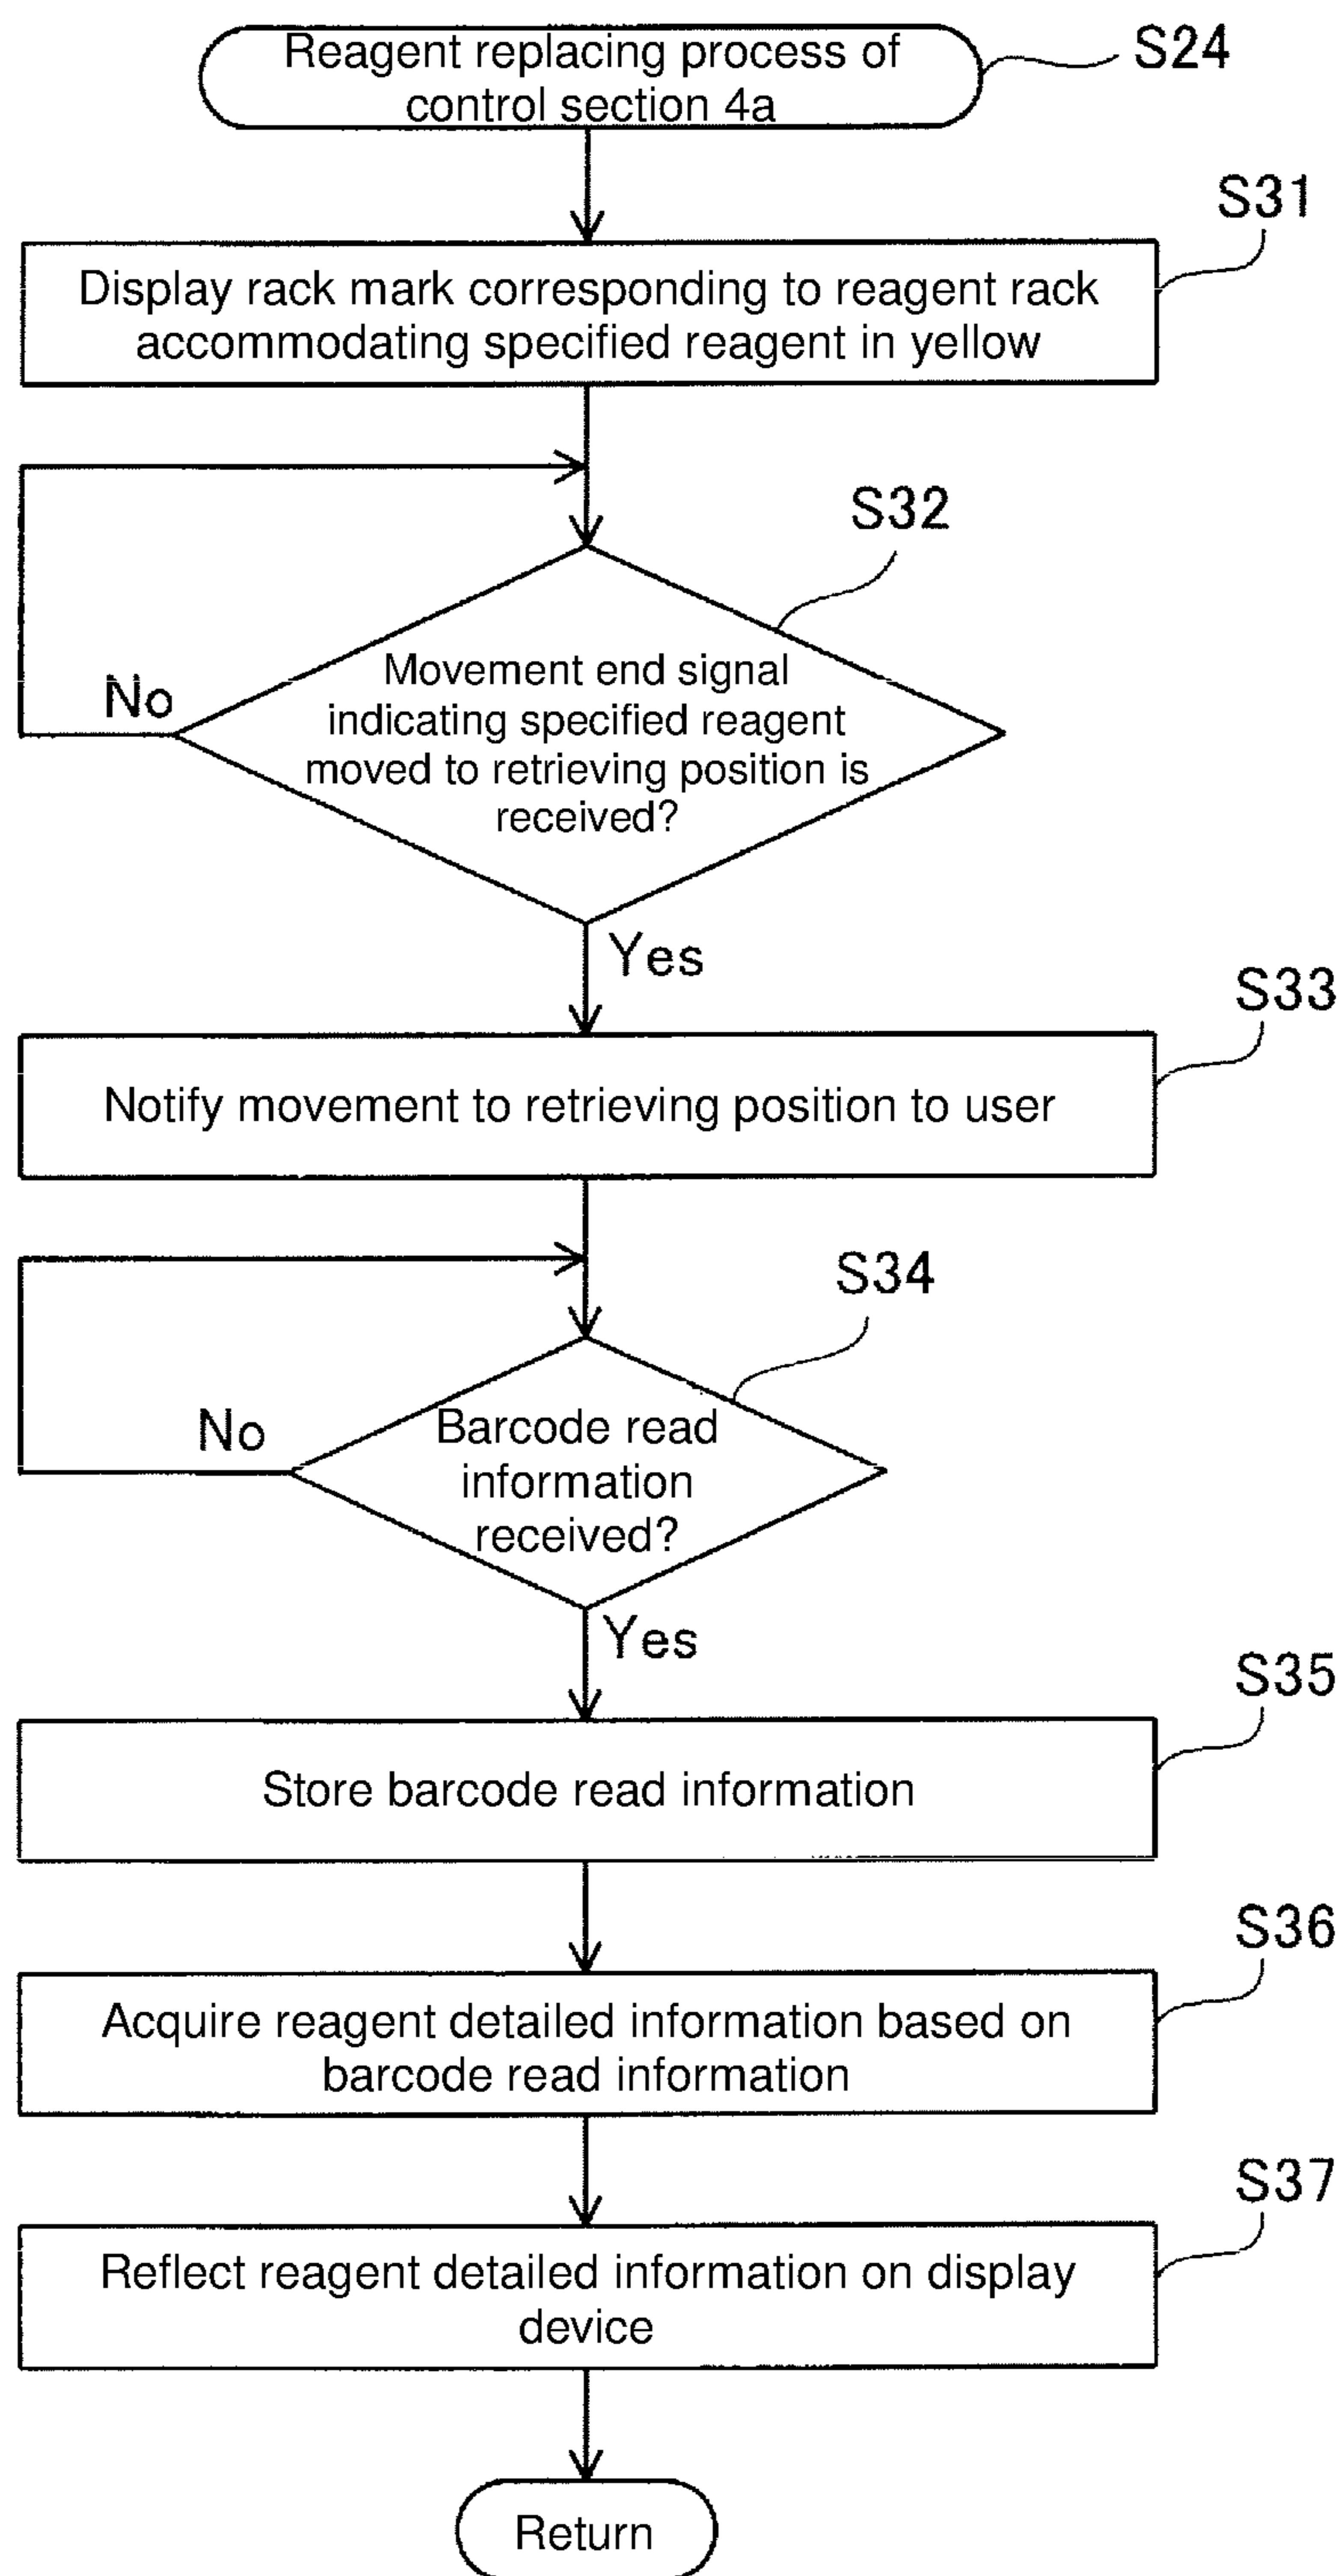 Reagent replacing process of
control section 4a
S24
S31
Display rack mark corresponding to reagent rack
accommodating specified reagent in yellow
S32
Movement end signal
indicating specified reagent
moved to retrieving position is
received?
No
Yes
S33
Notify movement to retrieving position to user
S34
Barcode read
information
received?
No
Yes
S35
Store barcode read information
S36
Acquire reagent detailed information based on
barcode read information
S37
Reflect reagent detailed information on display
device
Return